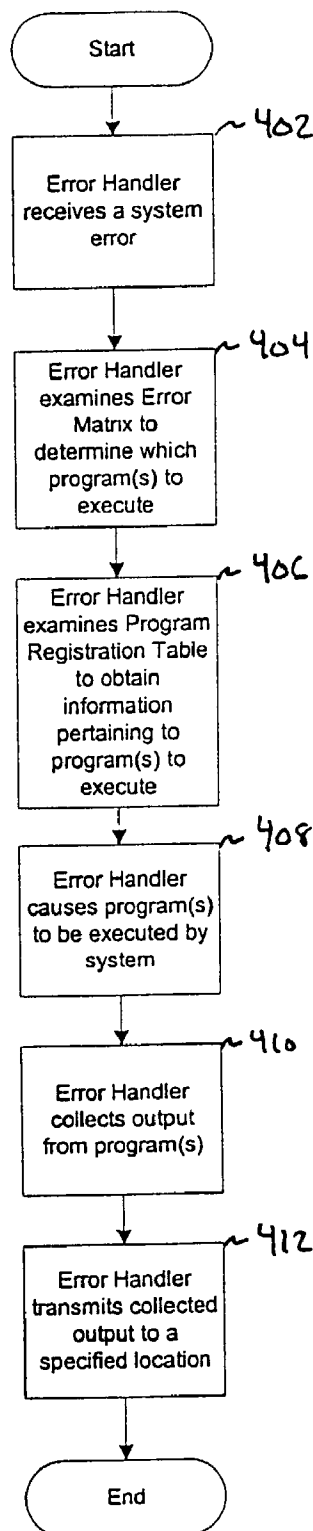 Start
~ 402
Error Handler
receives a system
error
~ 404
Error Handler
examines Error
Matrix to
determine which
program(s) to
execute
~ 406
Error Handler
examines Program
Registration Table
to obtain
information
pertaining to
program(s) to
execute
~ 408
Error Handler
causes program(s)
to be executed by
system
~ 410
Error Handler
collects output
from program(s)
~ 412
Error Handler
transmits collected
output to a
specified location
End